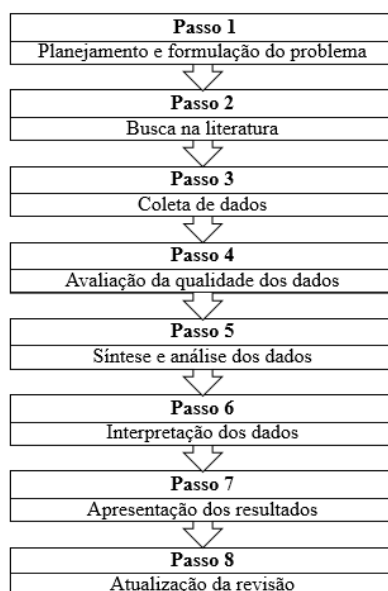 Passo 1
Planejamento e formulação do problema
Passo 2
Busca na literatura
Passo 3
Coleta de dados
Passo 4
Avaliação da qualidade dos dados
Passo 5
Síntese e análise dos dados
Passo 6
Interpretação dos dados
Passo 7
Apresentação dos resultados
Passo 8
Atualização da revisão